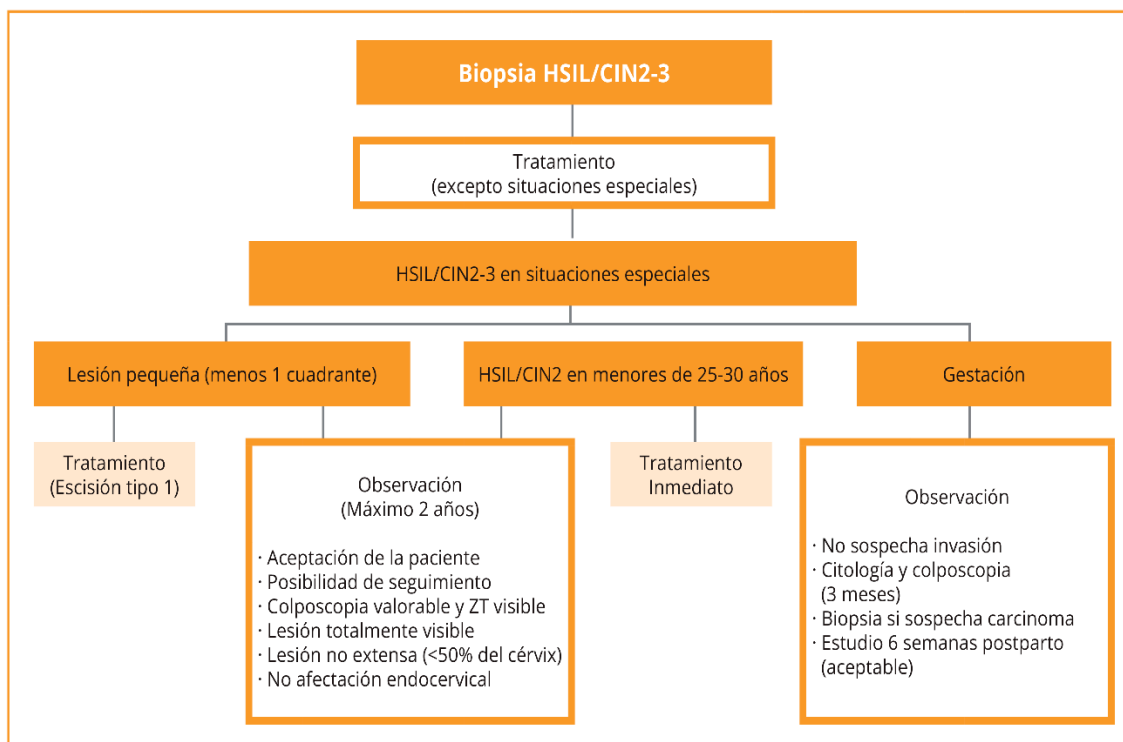 Biopsia HSIL/CIN2-3
Tratamiento
(excepto situaciones especiales)
HSIL/CIN2-3 en situaciones especiales
Lesión pequeña (menos 1 cuadrante)
HSIL/CIN2 en menores de 25-30 años
Gestación
Tratamiento
(Escisión tipo 1)
Observación
(Máximo 2 años)
· Aceptación de la paciente
· Posibilidad de seguimiento
· Colposcopia valorable y ZT visible
· Lesión totalmente visible
· Lesión no extensa (<50% del cérvix)
· No afectación endocervical
Tratamiento
Inmediato
Observación
· No sospecha invasión
· Citología y colposcopia
(3 meses)
· Biopsia si sospecha carcinoma
· Estudio 6 semanas postparto
(aceptable)